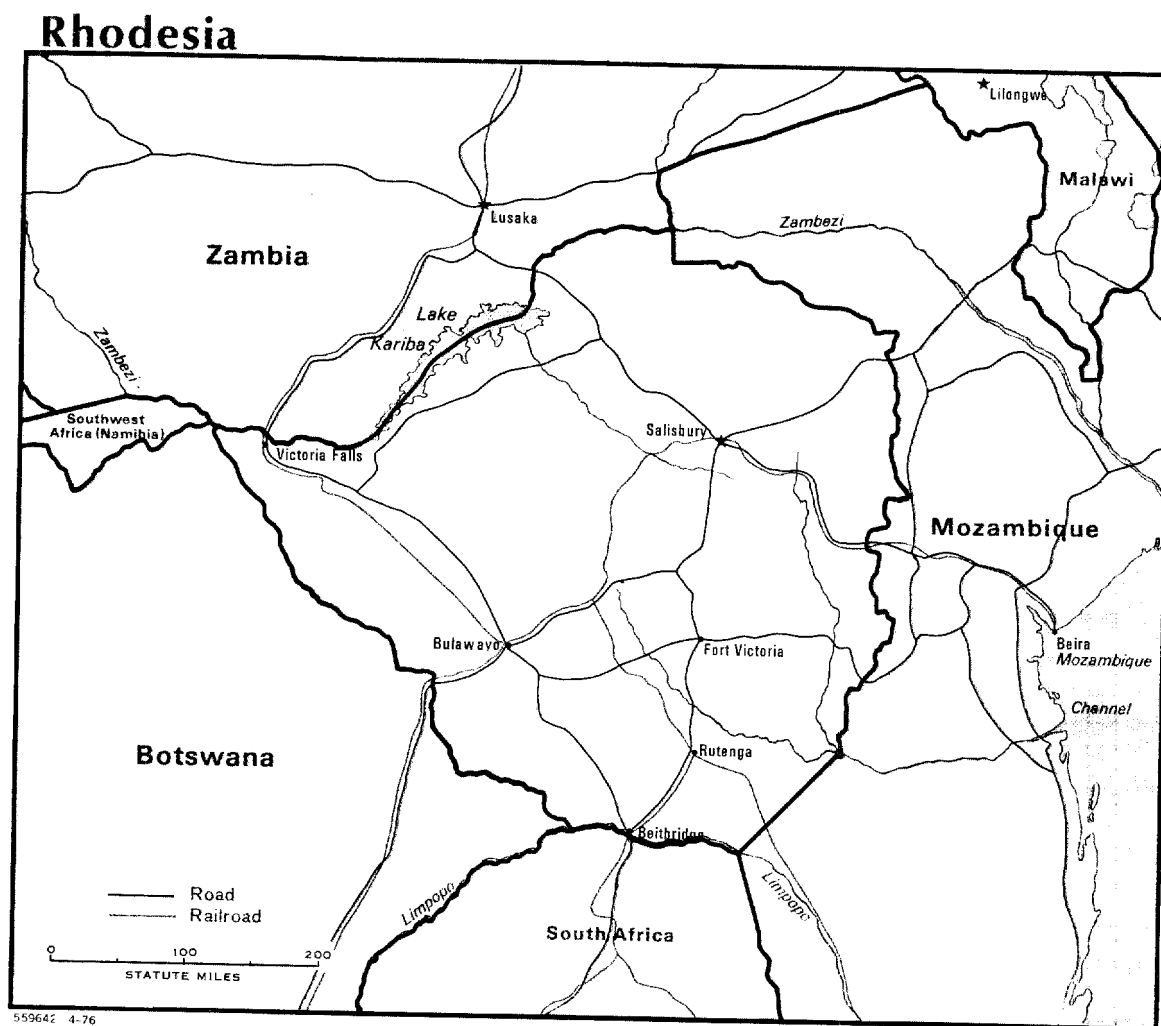 Rhodesia
Lilongwe
Malawi
Lusaka
Zambezi
Zambia
Lake
Kariba
Zambezi
Southwest
Africa (Namibia)
Salisbury
Victoria Falls
Mozambique
Bulawayo
Fort Victoria
Beira
Mozambique
Channel
Botswana
Rutenga
Beitbridge
Limpopo
Limpopo
Road
Railroad
South Africa
0 100 200
STATUTE MILES
559642 4-76